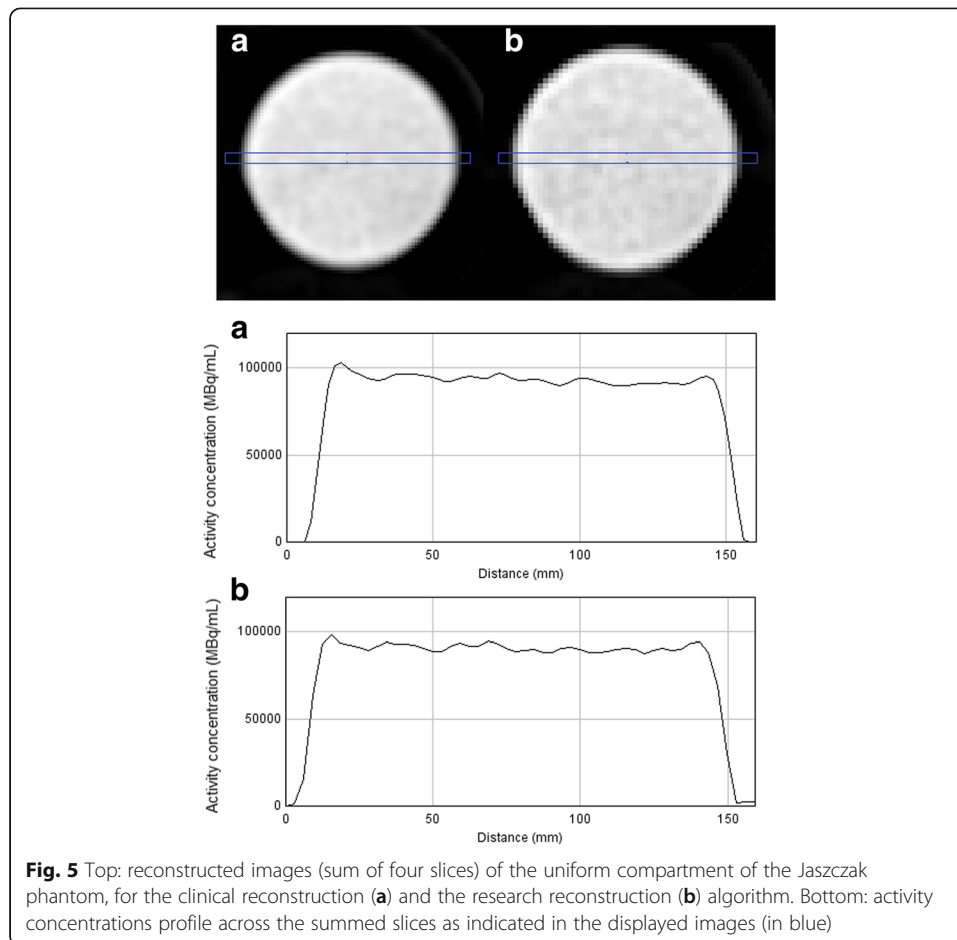 a
b
a
Activity concentration (MBq/mL)
100000
50000
0
0 50 100 150
Distance (mm)
b
Activity concentration (MBq/mL)
100000
50000
0
0 50 100 150
Distance (mm)
Fig. 5 Top: reconstructed images (sum of four slices) of the uniform compartment of the Jaszczak
phantom, for the clinical reconstruction (a) and the research reconstruction (b) algorithm. Bottom: activity
concentrations profile across the summed slices as indicated in the displayed images (in blue)